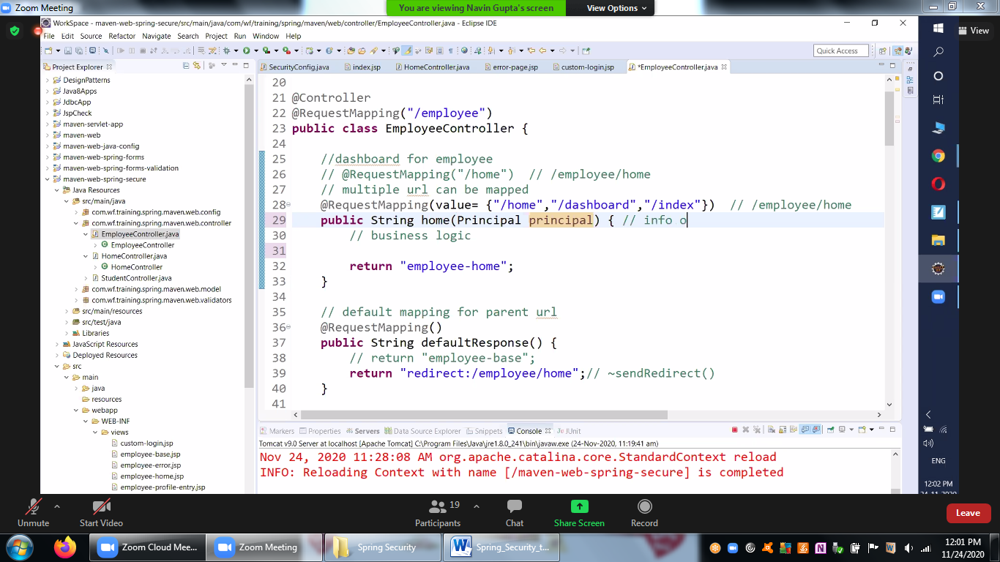 Zoom Meeting
You are viewing Navin Gupta's screen
View Options
WorkSpace - maven-web-spring-secure/src/main/java/com/wf/training/spring/maven/web/controller/EmployeeController.java - Eclipse IDE
View
File Edit Source Refactor Navigate Search Project Run Window Help
Quick Access
Project Explorer
SecurityConfig.java index.jsp HomeController.java error-page.jsp custom-login.jsp *EmployeeController.java
DesignPatterns
Java8Apps
JdbcApp
JspCheck
maven-servlet-app
maven-web
maven-web-java-config
maven-web-spring-forms
maven-web-spring-forms-validation
maven-web-spring-secure
Java Resources
src/main/java
com.wf.training.spring.maven.web.config
com.wf.training.spring.maven.web.controller
EmployeeController.java
EmployeeController
HomeController.java
HomeController
StudentController.java
com.wf.training.spring.maven.web.model
com.wf.training.spring.maven.web.validators
src/main/resources
src/test/java
Libraries
JavaScript Resources
Deployed Resources
src
main
java
resources
webapp
WEB-INF
views
custom-login.jsp
employee-base.jsp
employee-error.jsp
employee-home.jsp
employee-profile-entry.jsp
20
21 @Controller
22 @RequestMapping("/employee")
23 public class EmployeeController {
24
25 //dashboard for employee
26 // @RequestMapping("/home") // /employee/home
27 // multiple url can be mapped
28 @RequestMapping(value= {"/home","/dashboard","/index"}) // /employee/home
29 public String home(Principal principal) { // info o
30 // business logic
31
32 return "employee-home";
33 }
34
35 // default mapping for parent url
36 @RequestMapping()
37 public String defaultResponse() {
38 // return "employee-base";
39 return "redirect:/employee/home";// ~sendRedirect()
40 }
41
Markers Properties Servers Data Source Explorer Snippets Console JUnit
Tomcat v9.0 Server at localhost [Apache Tomcat] C:\Program Files\Java\jre1.8.0_241\bin\javaw.exe (24-Nov-2020, 11:19:41 am)
Nov 24, 2020 11:28:08 AM org.apache.catalina.core.StandardContext reload
INFO: Reloading Context with name [/maven-web-spring-secure] is completed
ENG
12:02 PM
Unmute
Start Video
Participants
19
Chat
Share Screen
Record
Leave
Zoom Cloud Mee...
Zoom Meeting
Spring Security
Spring_Security_t...
12:01 PM
11/24/2020